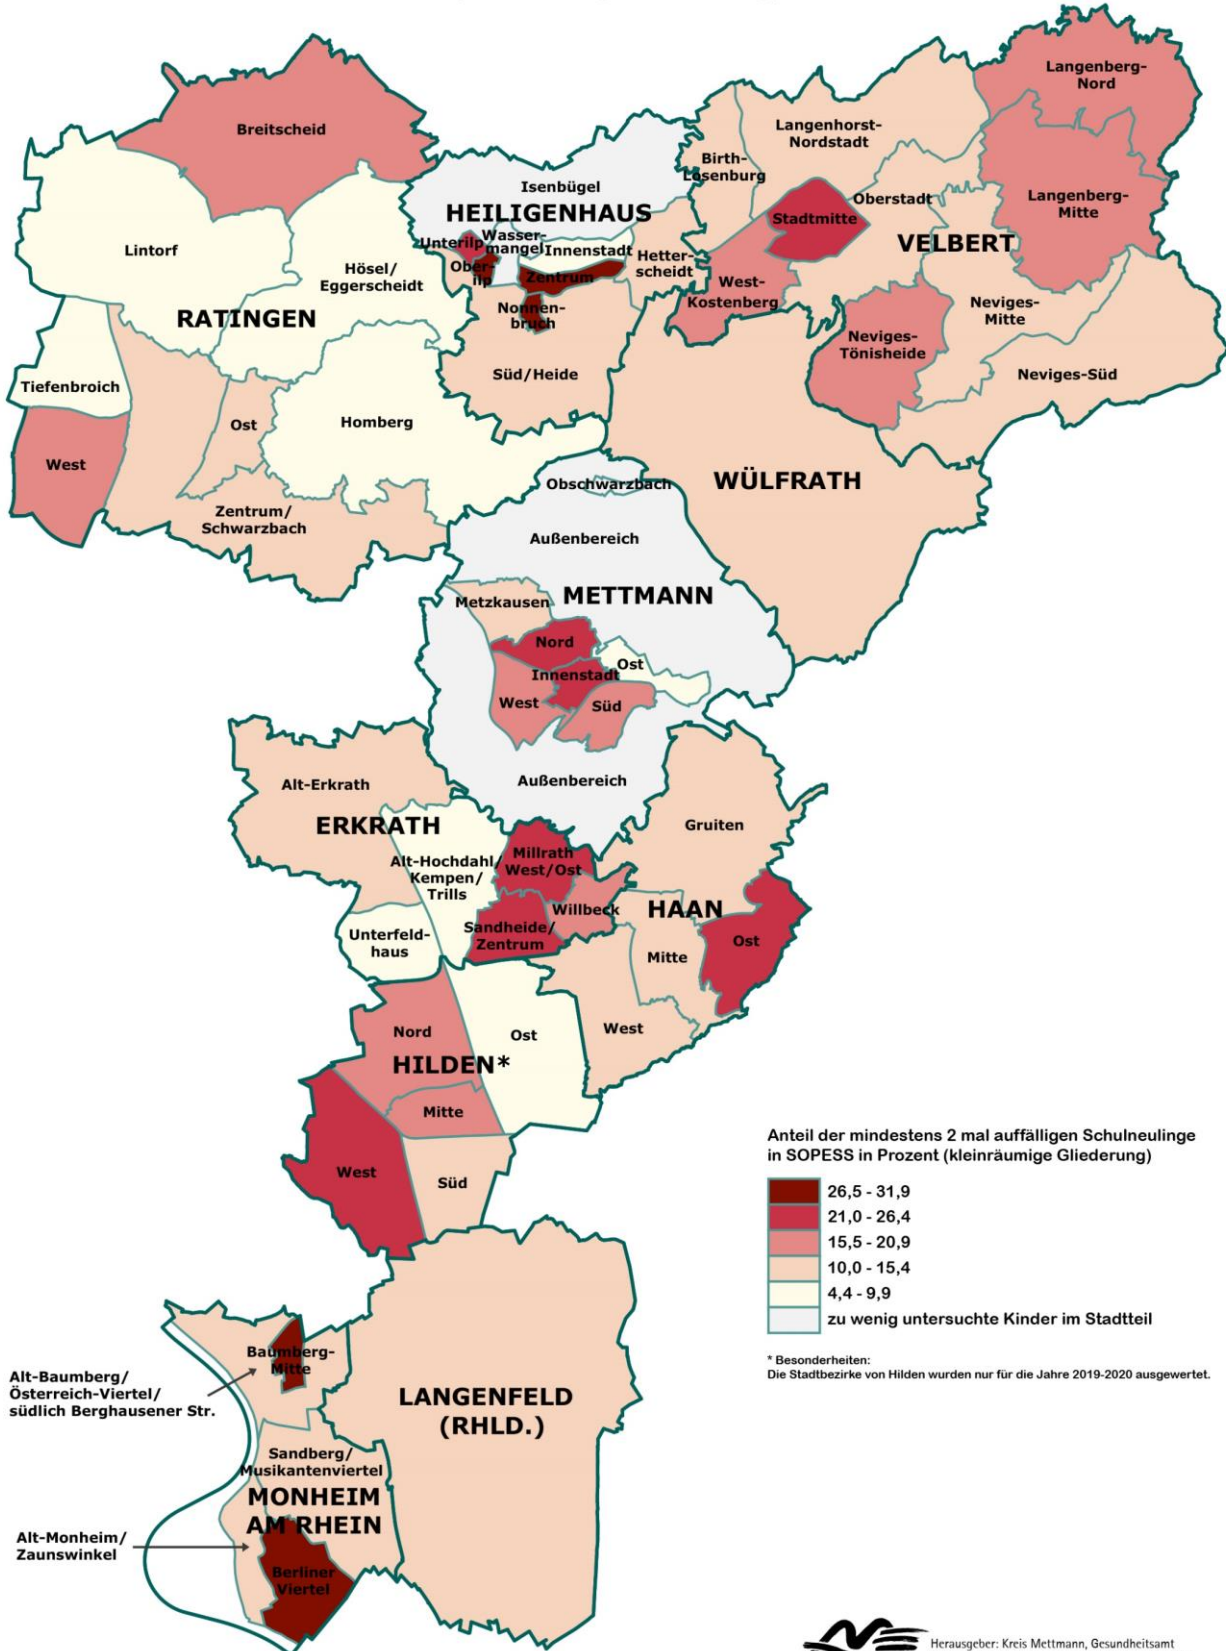 Langenberg-
Nord
Breitscheid
Langenhorst-
Nordstadt
Birth-
Losenburg
Isenbügel
HEILIGENHAUS
Langenberg-
Mitte
Oberstadt
Stadtmitte
VELBERT
Lintorf
Unterilp
Wasser-
mangel
Innenstadt
Hetter-
scheidt
Ober-
ilp
Zentrum
Hösel/
Eggerscheidt
West-
Kostenberg
Nonnen-
bruch
Neviges-
Mitte
RATINGEN
Neviges-
Tönisheide
Süd/Heide
Neviges-Süd
Tiefenbroich
Ost
Homberg
West
Obschwarzbach
WÜLFRATH
Zentrum/
Schwarzbach
Außenbereich
Metzkausen
METTMANN
Nord
Ost
Innenstadt
West
Süd
Außenbereich
Alt-Erkrath
ERKRATH
Gruiten
Alt-Hochdahl/
Kempen/
Trills
Millrath
West/Ost
Willbeck
HAAN
Unterfeld-
haus
Sandheide/
Zentrum
Mitte
Ost
West
Nord
Ost
HILDEN*
Mitte
West
Süd
Anteil der mindestens 2 mal auffälligen Schulneulinge
in SOPESS in Prozent (kleinräumige Gliederung)
26,5 - 31,9
21,0 - 26,4
15,5 - 20,9
10,0 - 15,4
4,4 - 9,9
zu wenig untersuchte Kinder im Stadtteil
* Besonderheiten:
Die Stadtbezirke von Hilden wurden nur für die Jahre 2019-2020 ausgewertet.
Baumberg-
Mitte
Alt-Baumberg/
Österreich-Viertel/
südlich Berghausener Str.
LANGENFELD
(RHLD.)
Sandberg/
Musikantenviertel
MONHEIM
AM RHEIN
Alt-Monheim/
Zaunswinkel
Berliner
Viertel
Herausgeber: Kreis Mettmann, Gesundheitsamt